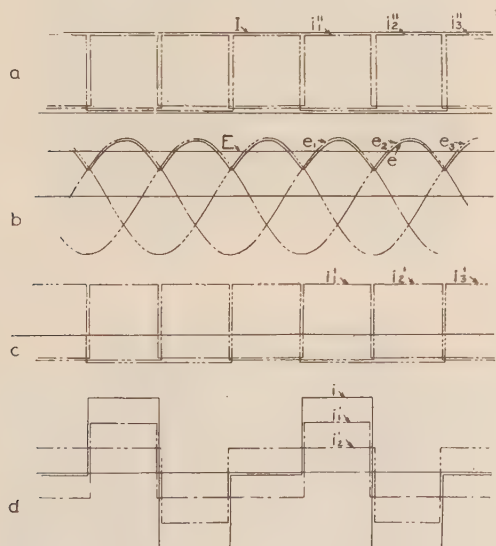 I i₁" i₂" i₃"
a
E e₁ e₂ e e₃
b
i₁' i₂' i₃'
c
i
i₁'
i₂'
d